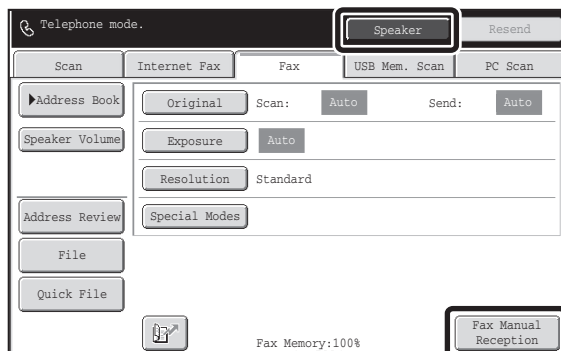 Telephone mode.
Speaker
Resend
Scan
Internet Fax
Fax
USB Mem. Scan
PC Scan
Address Book
Original
Scan:
Auto
Send:
Auto
Speaker Volume
Exposure
Auto
Resolution
Standard
Address Review
Special Modes
File
Quick File
Fax Memory:100%
Fax Manual
Reception